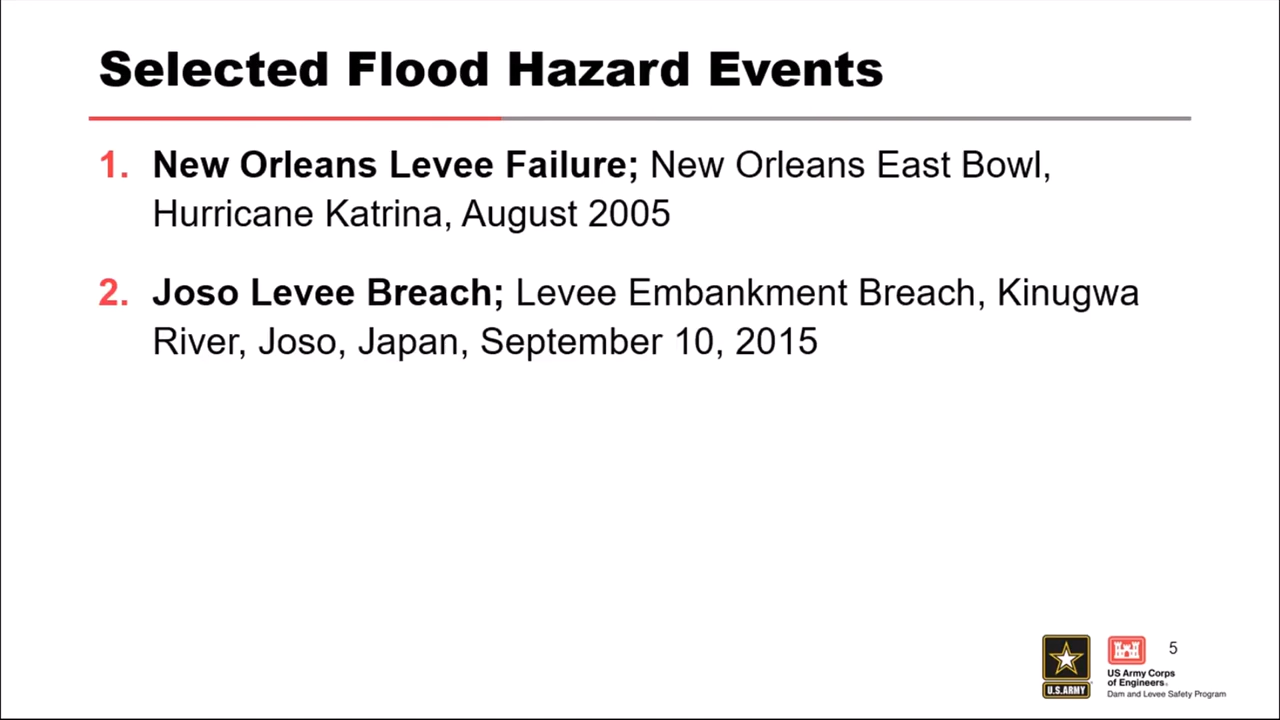 Selected Flood Hazard Events
1. New Orleans Levee Failure; New Orleans East Bowl,
Hurricane Katrina, August 2005
2. Joso Levee Breach; Levee Embankment Breach, Kinugwa
River, Joso, Japan, September 10, 2015
5
U.S.ARMY
US Army Corps
of Engineers®
Dam and Levee Safety Program